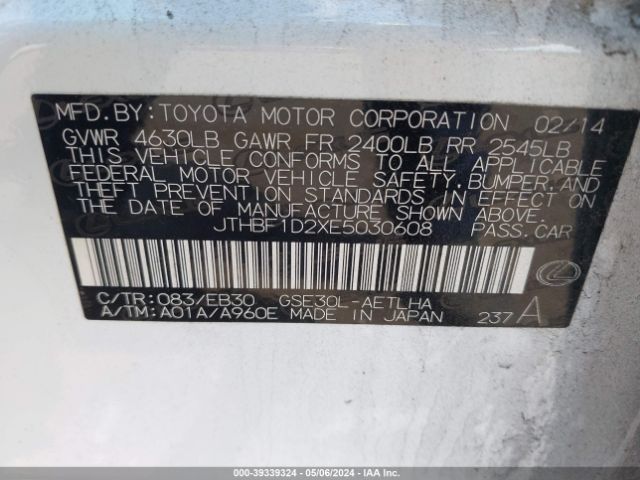 MFD.BY: TOYOTA MOTOR CORPORATION 02/14
GVWR 4630LB GAWR FR 2400LB RR 2545LB
THIS VEHICLE CONFORMS TO ALL APPLICABLE
FEDERAL MOTOR VEHICLE SAFETY, BUMPER, AND
THEFT PREVENTION STANDARDS IN EFFECT ON
THE DATE OF MANUFACTURE SHOWN ABOVE.
JTHBF1D2XE5030608 PASS.CAR
C/TR: 083/EB30 GSE30L-AETLHA
A/TM: A01A/A960E MADE IN JAPAN 237 A
000-39339324 - 05/06/2024 - IAAI.com